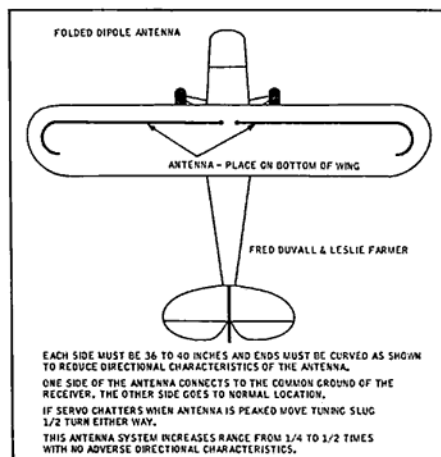 FOLDED DIPOLE ANTENNA
ANTENNA - PLACE ON BOTTOM OF WING
FRED DUVALL & LESLIE FARMER
EACH SIDE MUST BE 36 TO 40 INCHES AND ENDS MUST BE CURVED AS SHOWN
TO REDUCE DIRECTIONAL CHARACTERISTICS OF THE ANTENNA.
ONE SIDE OF THE ANTENNA CONNECTS TO THE COMMON GROUND OF THE
RECEIVER. THE OTHER SIDE GOES TO NORMAL LOCATION.
IF SERVO CHATTERS WHEN ANTENNA IS PEAKED MOVE TUNING SLUG
1/2 TURN EITHER WAY.
THIS ANTENNA SYSTEM INCREASES RANGE FROM 1/4 TO 1/2 TIMES
WITH NO ADVERSE DIRECTIONAL CHARACTERISTICS.